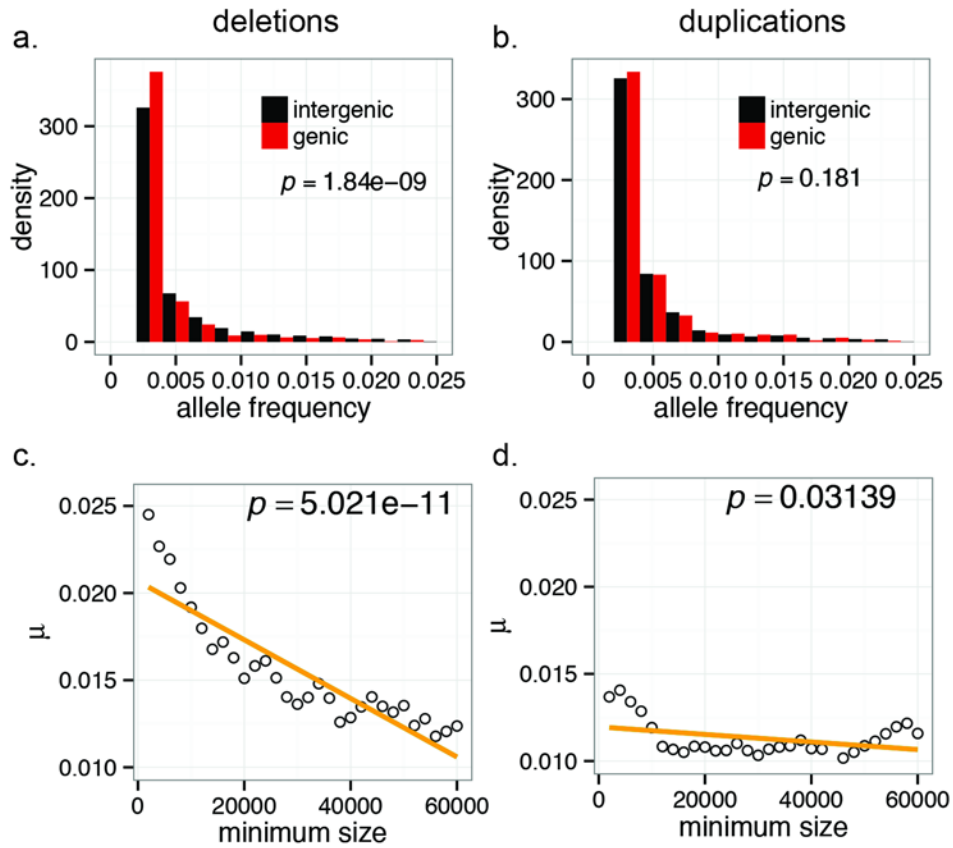 deletions
duplications
a.
b.
density
300
200
100
0
intergenic
genic
p = 1.84e−09
0 0.005 0.010 0.015 0.020 0.025
allele frequency
density
300
200
100
0
intergenic
genic
p = 0.181
0 0.005 0.010 0.015 0.020 0.025
allele frequency
c.
d.
μ
0.025
0.020
0.015
0.010
p = 5.021e−11
0 20000 40000 60000
minimum size
μ
0.025
0.020
0.015
0.010
p = 0.03139
0 20000 40000 60000
minimum size